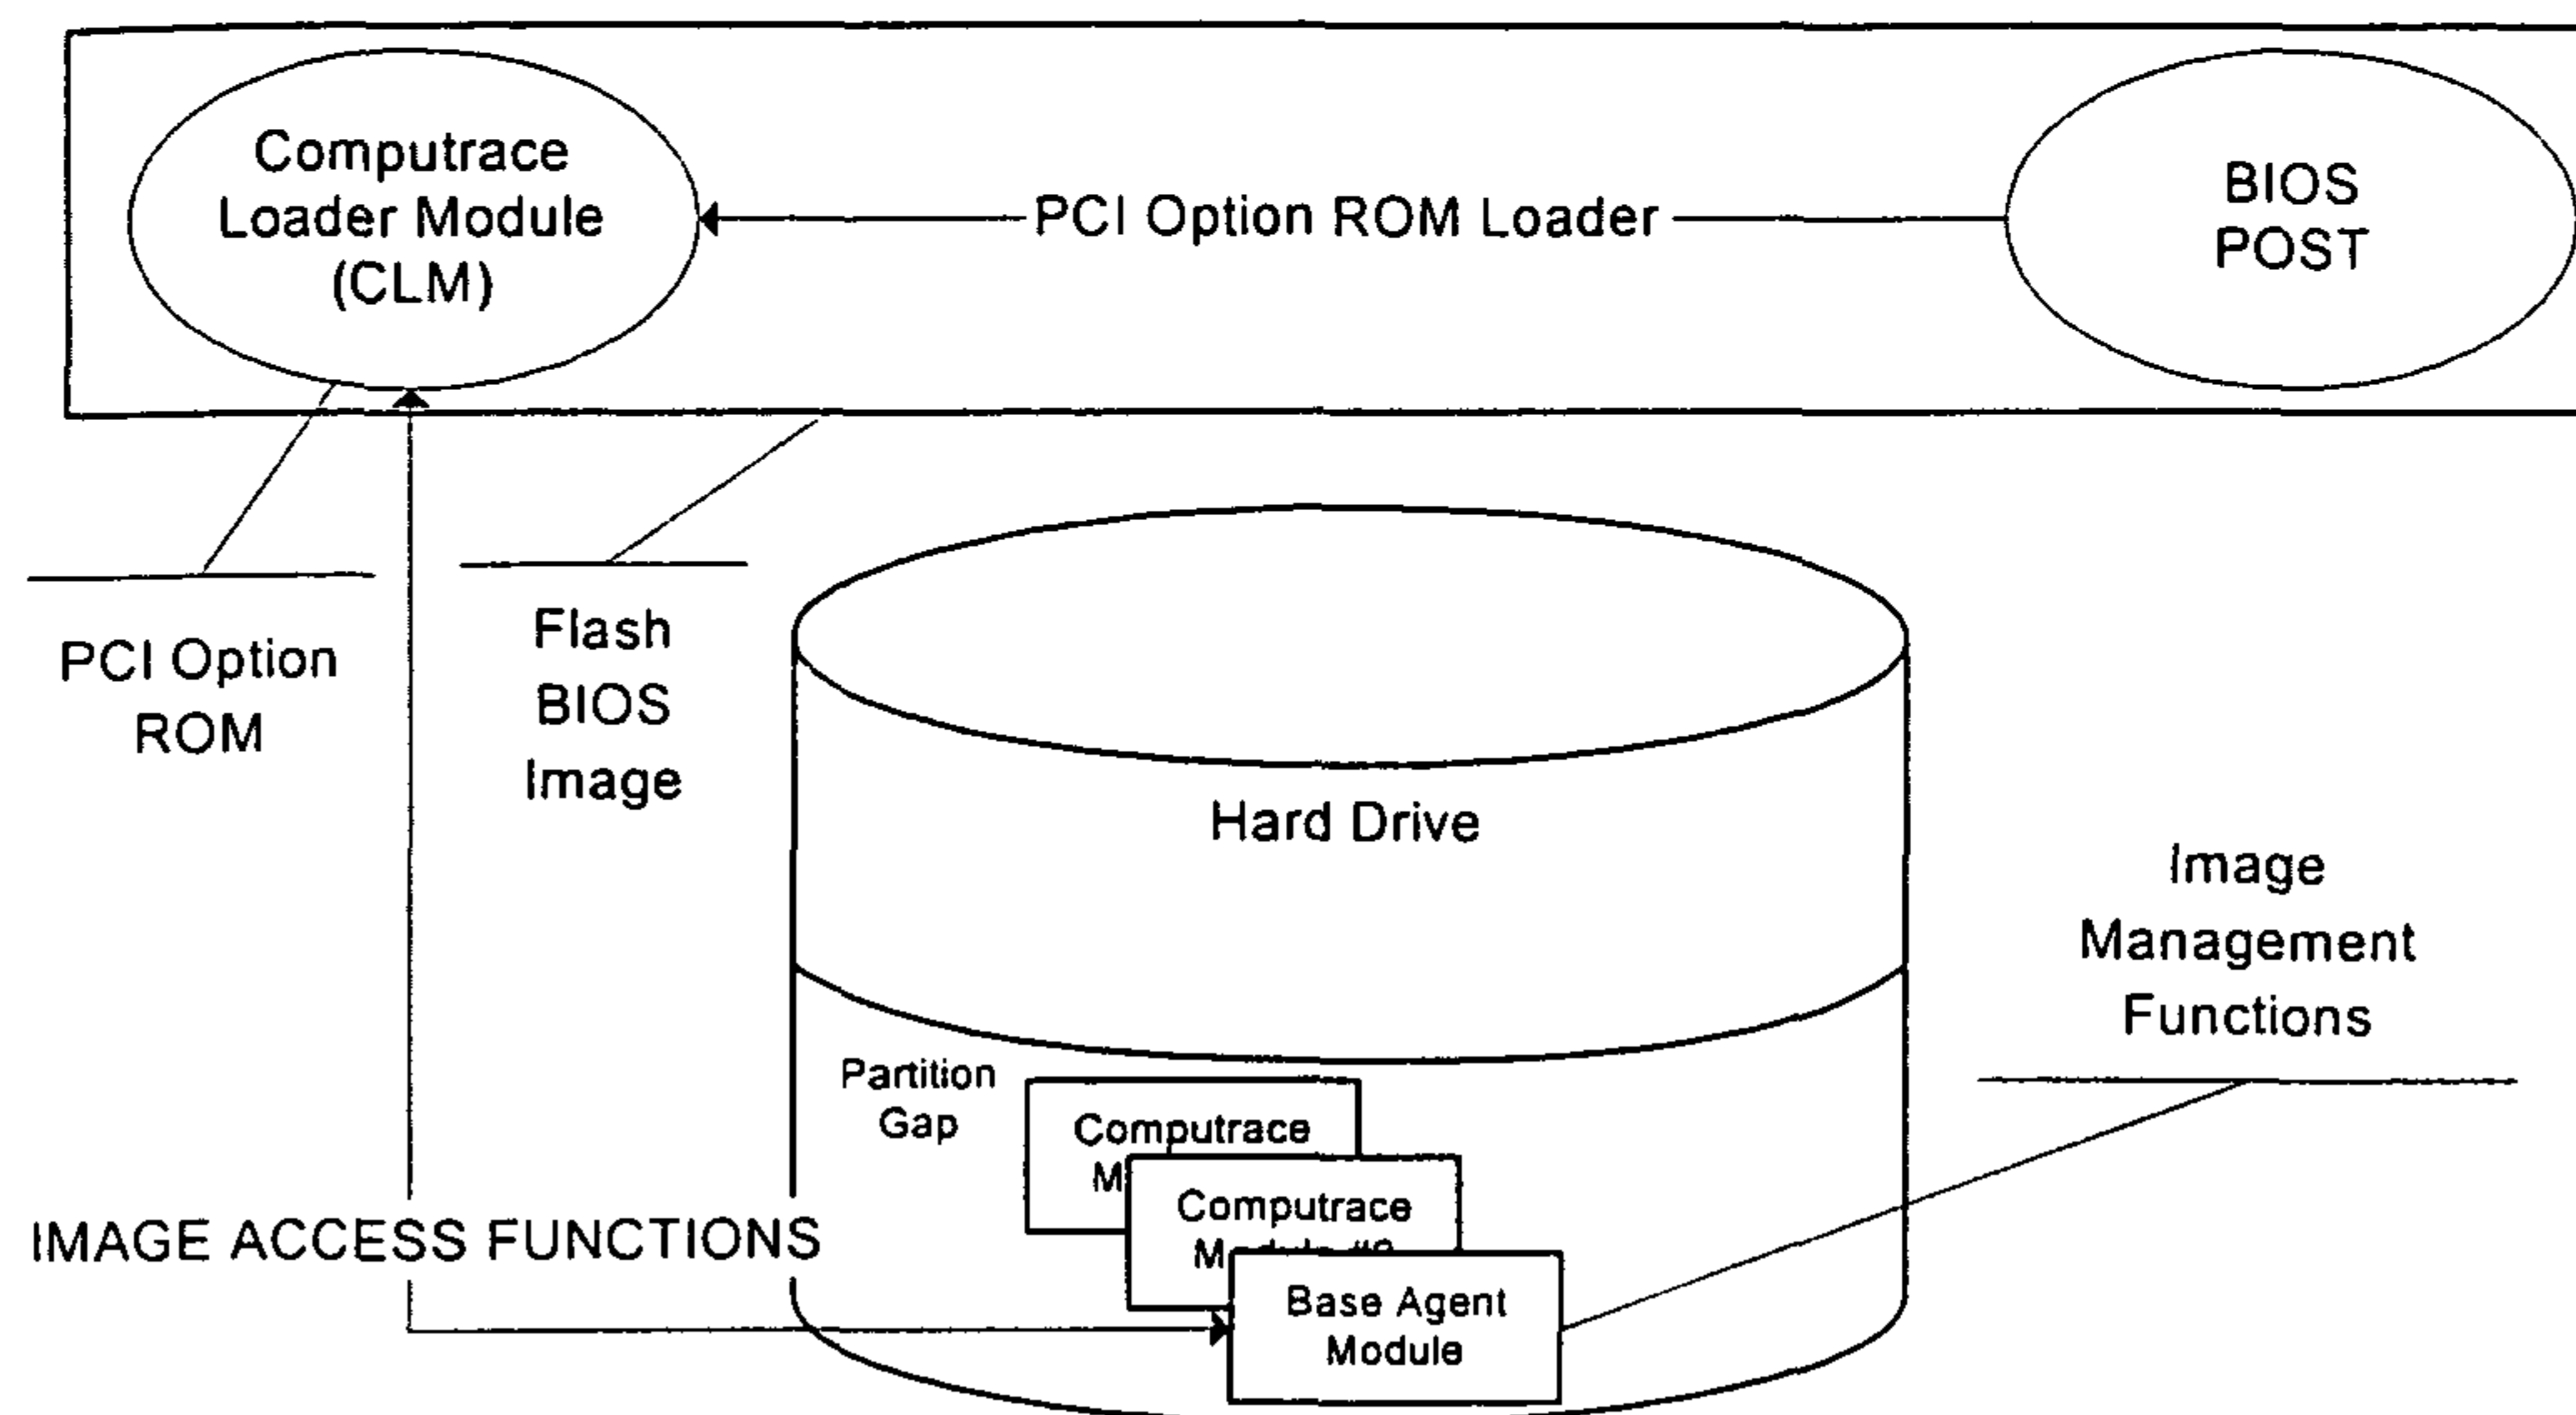 Computrace
Loader Module
(CLM)
PCI Option ROM Loader
BIOS
POST
PCI Option
ROM
Flash
BIOS
Image
Hard Drive
Image
Management
Functions
Partition
Gap
Computrace
Computrace
IMAGE ACCESS FUNCTIONS
Base Agent
Module